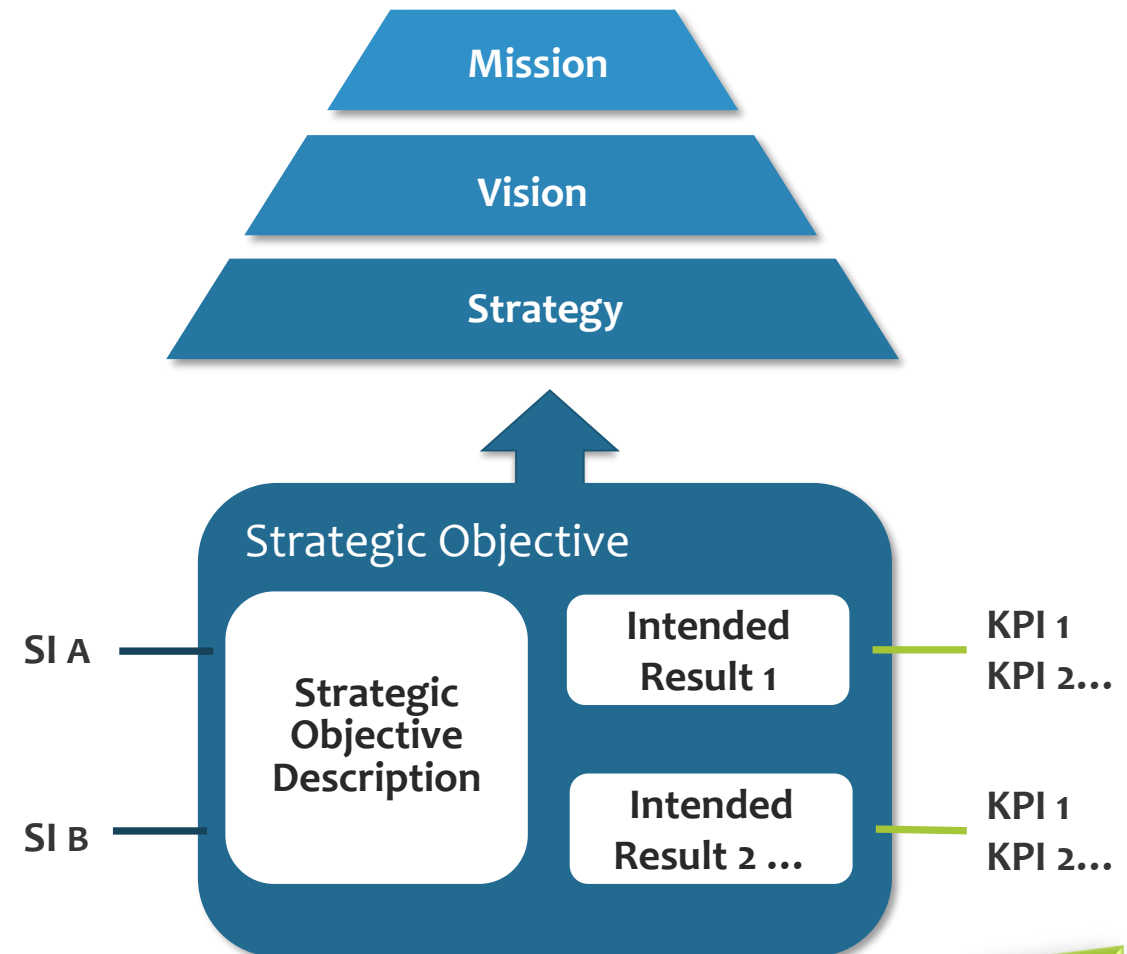 Mission
Vision
Strategy
Strategic Objective
SI A
SI B
Strategic
Objective
Description
Intended
Result 1
Intended
Result 2 ...
KPI 1
KPI 2...
KPI 1
KPI 2...